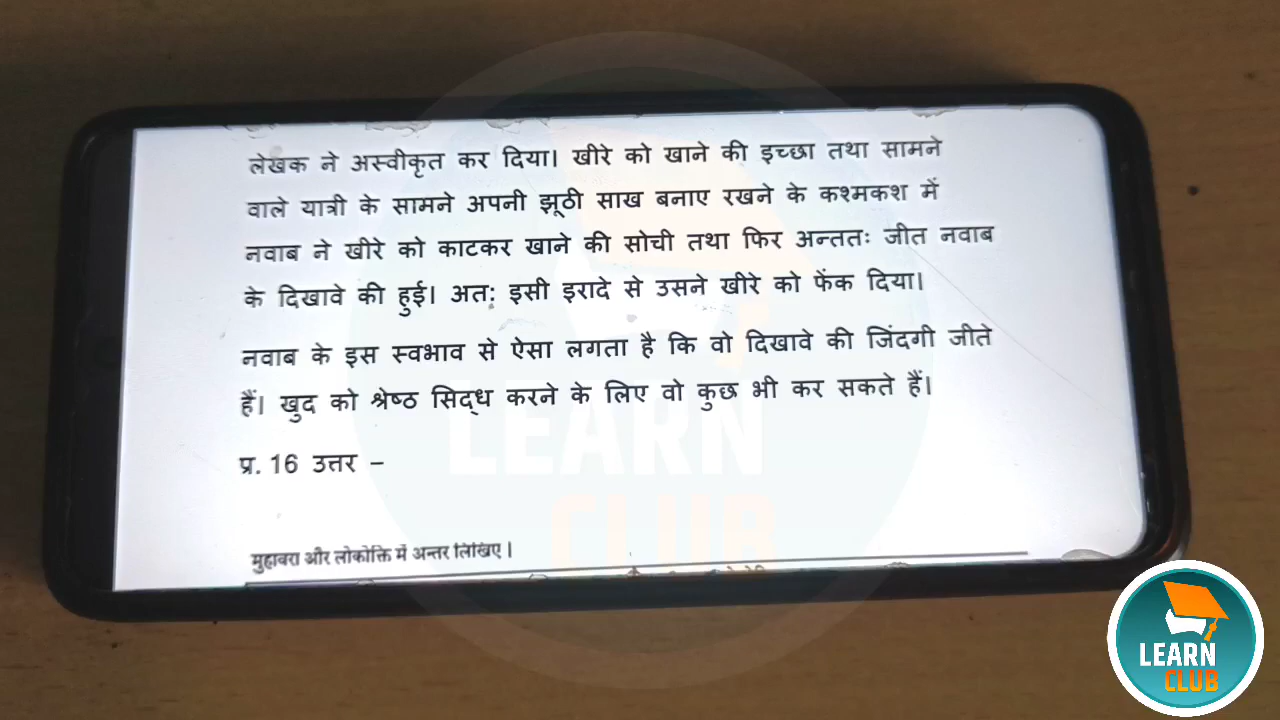 लेखक ने अस्वीकृत कर दिया। खीरे को खाने की इच्छा तथा सामने
वाले यात्री के सामने अपनी झूठी साख बनाए रखने के कश्मकश में
नवाब ने खीरे को काटकर खाने की सोची तथा फिर अन्ततः जीत नवाब
के दिखावे की हुई। अतः इसी इरादे से उसने खीरे को फेंक दिया।
नवाब के इस स्वभाव से ऐसा लगता है कि वो दिखावे की जिंदगी जीते
हैं। खुद को श्रेष्ठ सिद्ध करने के लिए वो कुछ भी कर सकते हैं।
प्र. 16 उत्तर –
मुहावरा और लोकोक्ति में अन्तर लिखिए।
LEARN
CLUB
LEARN
CLUB